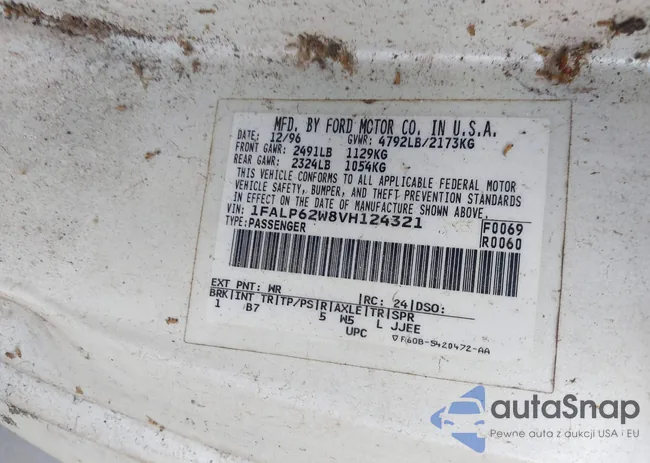 MFD. BY FORD MOTOR CO. IN U.S.A.
DATE: 12/96 GVWR: 4792LB/2173KG
FRONT GAWR: 2491LB 1129KG
REAR GAWR: 2324LB 1054KG
THIS VEHICLE CONFORMS TO ALL APPLICABLE FEDERAL MOTOR
VEHICLE SAFETY, BUMPER, AND THEFT PREVENTION STANDARDS
IN EFFECT ON THE DATE OF MANUFACTURE SHOWN ABOVE,
VIN: 1FALP62W8VH124321 F0069
TYPE: PASSENGER R0060
EXT PNT: WR RC: 24 DSO:
BRK INT TR TP/PS R AXLE TR SPR
1 B7 5 W5 L JJEE
UPC F60B-5420472-AA
autaSnap
Pewne auta z aukcji USA i EU